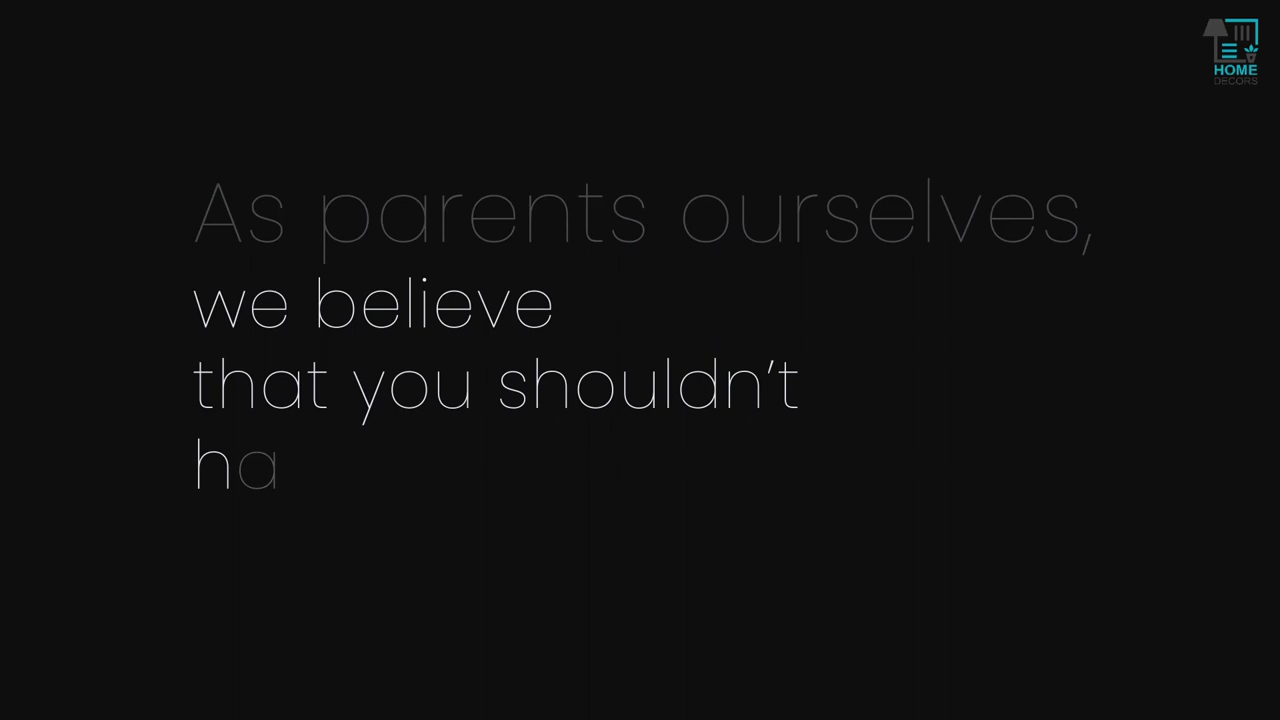 HOME
DECORS
As parents ourselves,
we believe
that you shouldn’t
ha